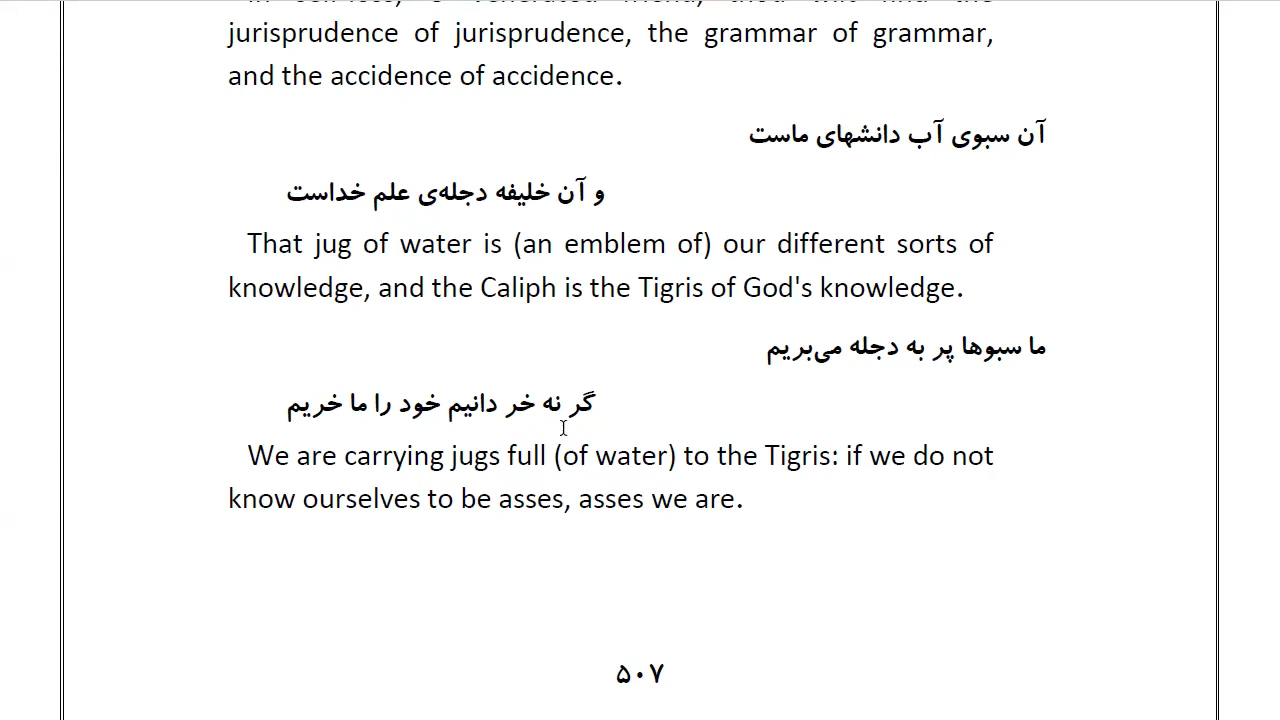 jurisprudence of jurisprudence, the grammar of grammar,
and the accidence of accidence.
آن سبوی آب دانشهای ماست
و آن خلیفه دجله‌ی علم خداست
That jug of water is (an emblem of) our different sorts of
knowledge, and the Caliph is the Tigris of God's knowledge.
ما سبوها پر به دجله می‌بریم
گر نه خر دانیم خود را ما خریم
We are carrying jugs full (of water) to the Tigris: if we do not
know ourselves to be asses, asses we are.
۵۰۷